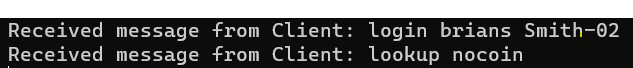 Received message from Client: login brians Smith-02
Received message from Client: lookup nocoin